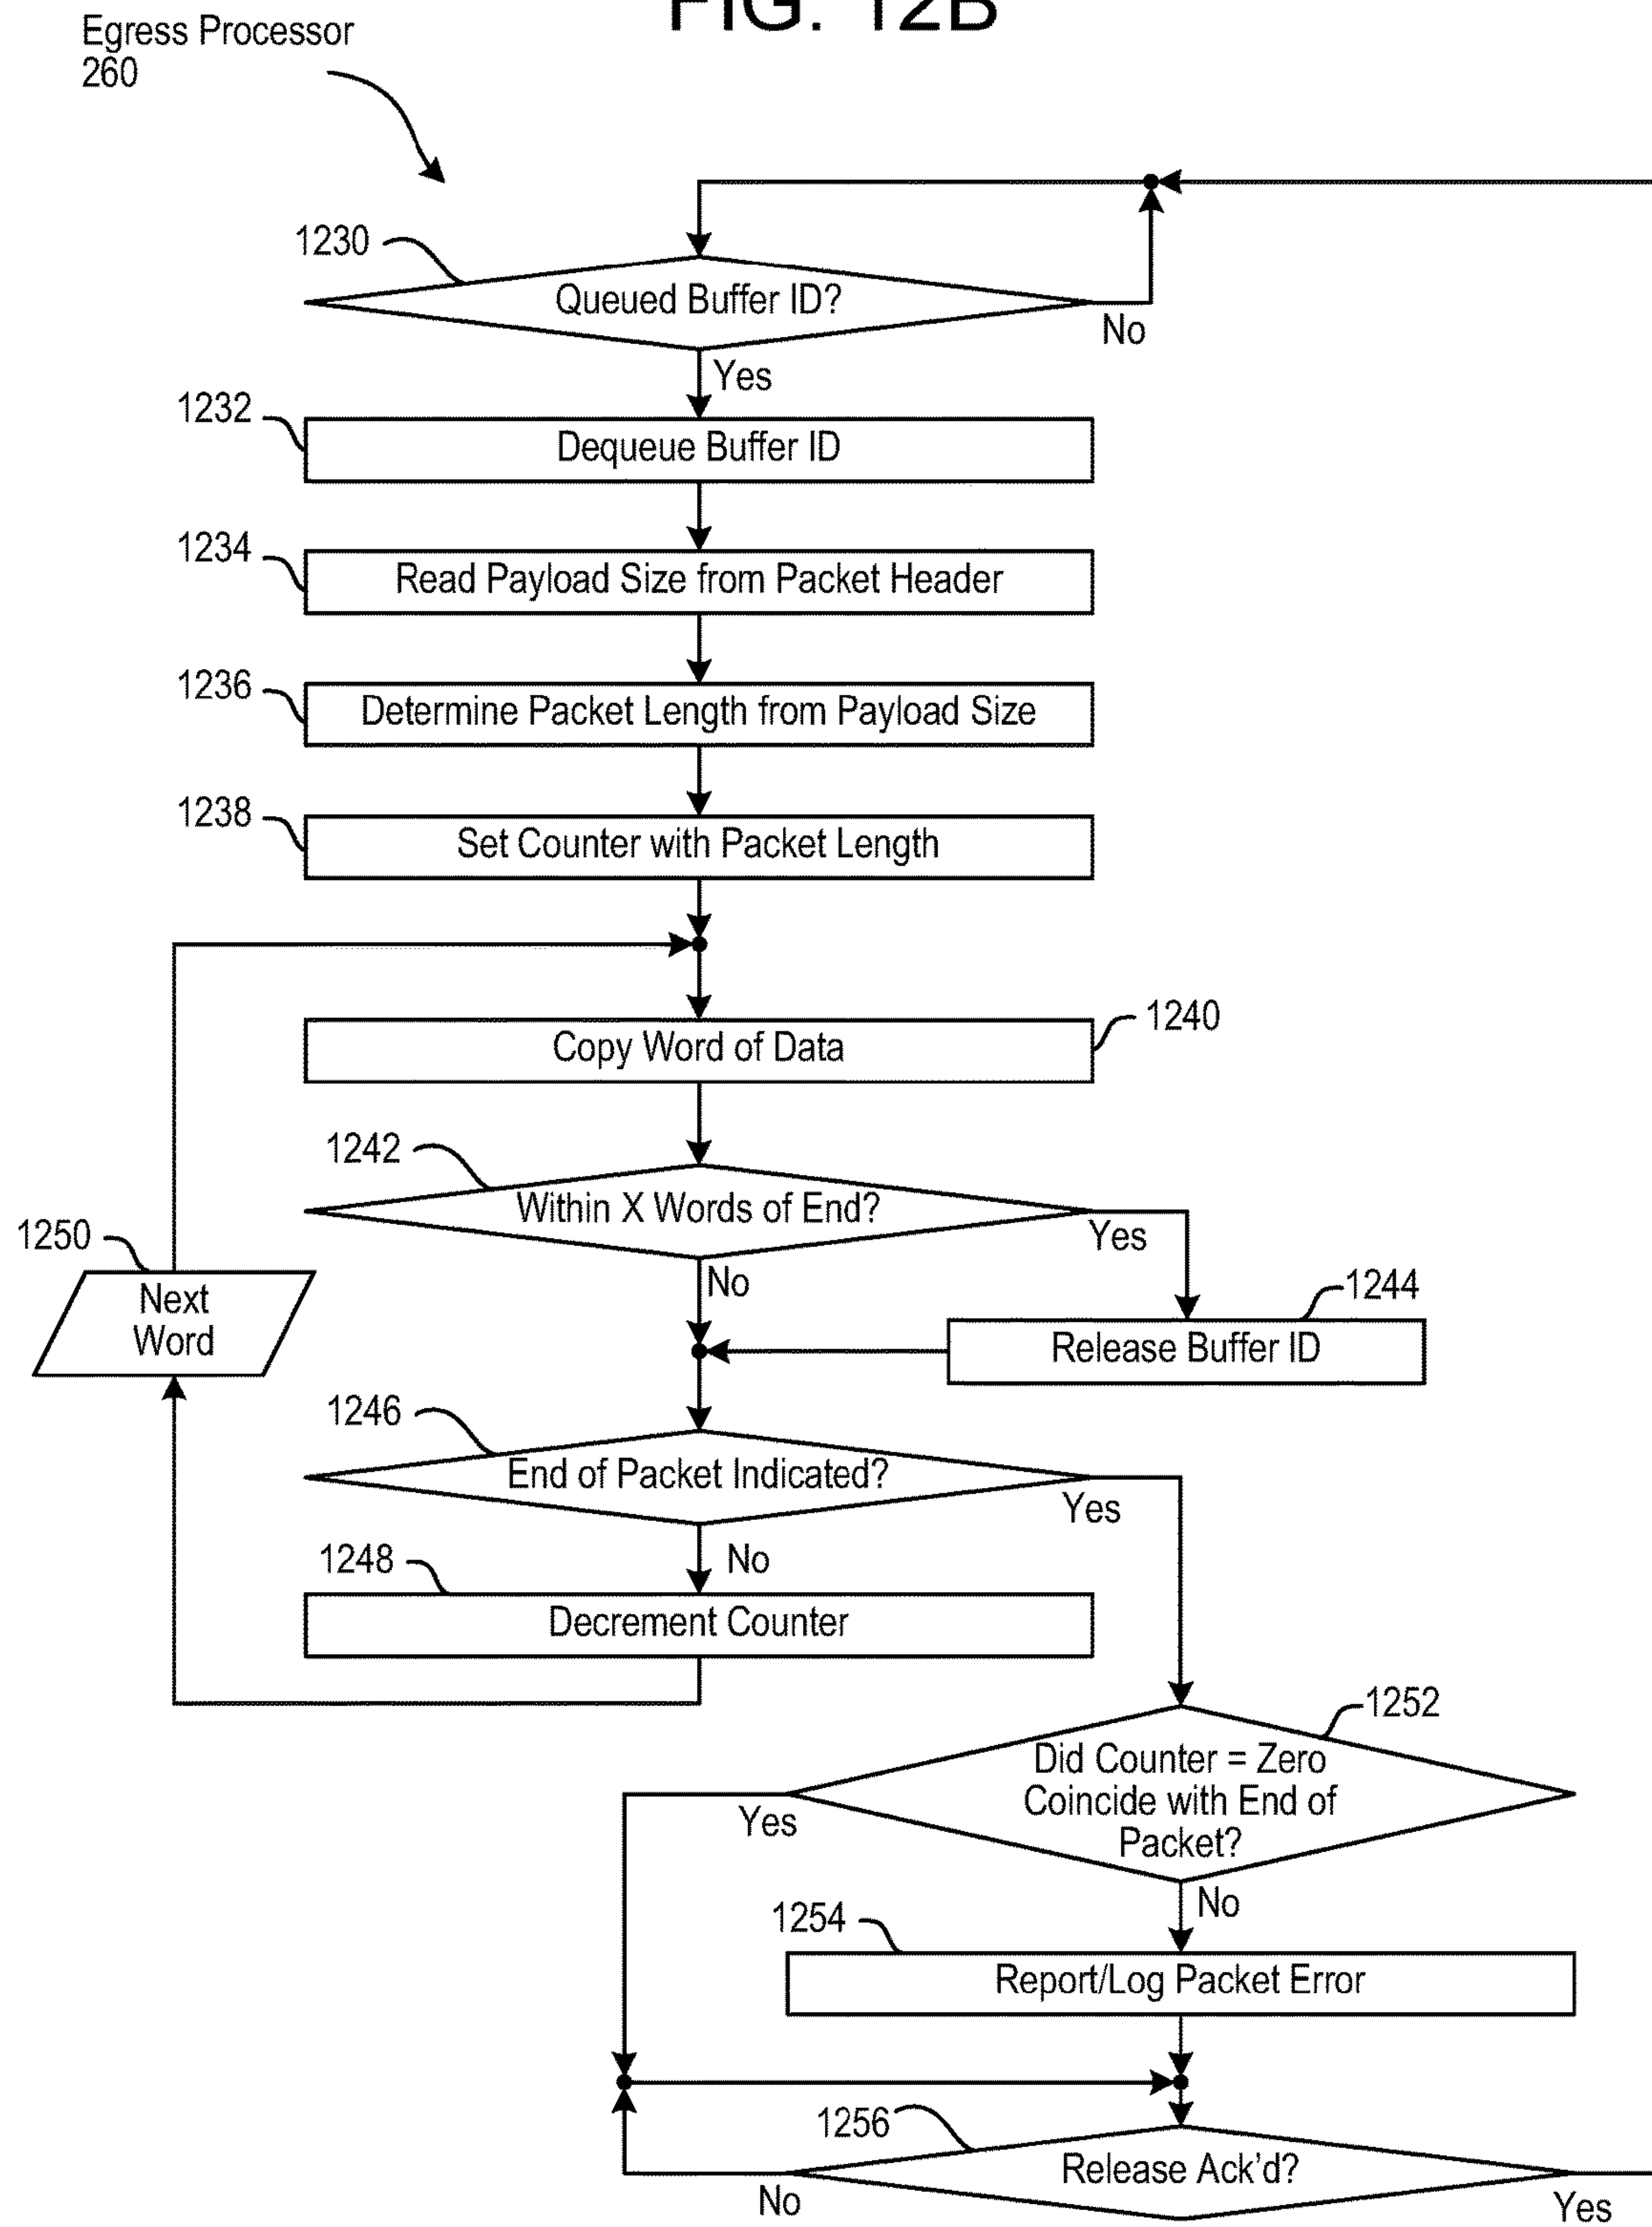 FIG. 12B
Egress Processor
260
1230
Queued Buffer ID?
No
Yes
1232
Dequeue Buffer ID
1234
Read Payload Size from Packet Header
1236
Determine Packet Length from Payload Size
1238
Set Counter with Packet Length
1240
Copy Word of Data
1242
Within X Words of End?
Yes
1250
No
1244
Next
Word
Release Buffer ID
1246
End of Packet Indicated?
Yes
1248
No
Decrement Counter
1252
Did Counter = Zero
Coincide with End of
Packet?
Yes
No
1254
Report/Log Packet Error
1256
Release Ack'd?
No
Yes